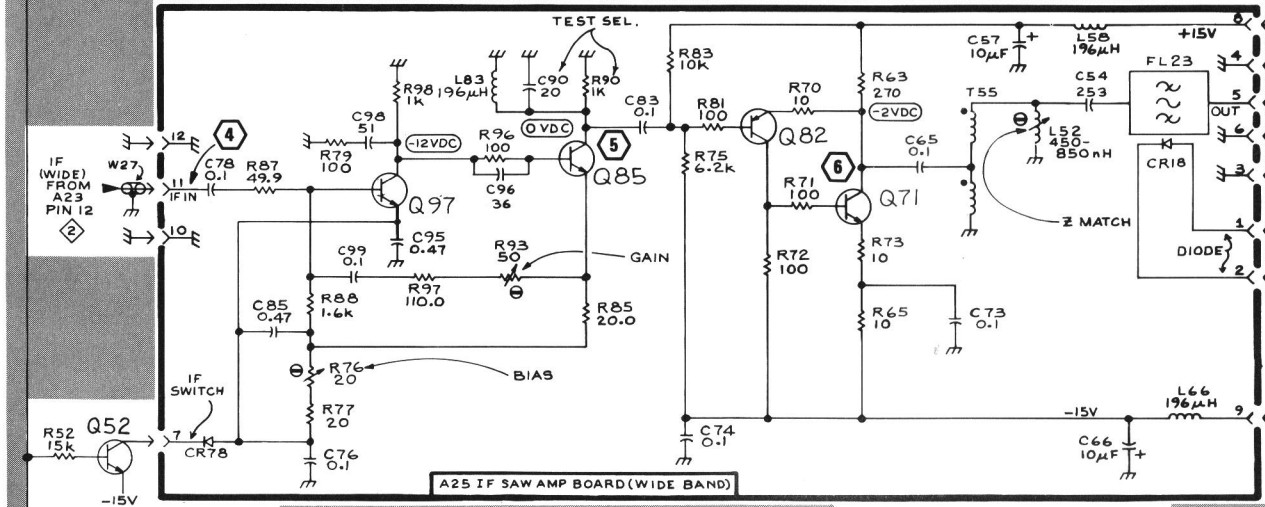 TEST SEL.
8
+15V
C57
10µF
+
L58
196µH
4
R83
10K
FL23
L83
196µH
C90
20
R90
1K
R98
1K
R63
270
C54
253
5
OUT
R70
10
T55
C98
51
C83
0.1
R81
100
-2VDC
12
4
-12VDC
0 VDC
R96
100
5
Q82
L52
450-
850nH
6
IF
(WIDE)
FROM
A23
PIN 12
2
W27
R79
100
C65
0.1
CR18
11
IF IN
C78
0.1
R87
49.9
C96
36
Q85
R75
6.2K
6
3
Q97
R71
100
Q71
Z MATCH
1
10
C95
0.47
R93
50
GAIN
R72
100
R73
10
DIODE
2
C99
0.1
R97
110.0
R88
1.6K
C85
0.47
R85
20.0
R65
10
C73
0.1
R76
20
BIAS
IF
SWITCH
R77
20
L66
196µH
-15V
9
Q52
R52
15K
7
CR78
C74
0.1
C76
0.1
C66
10µF
+
-15V
A25 IF SAW AMP BOARD (WIDE BAND)